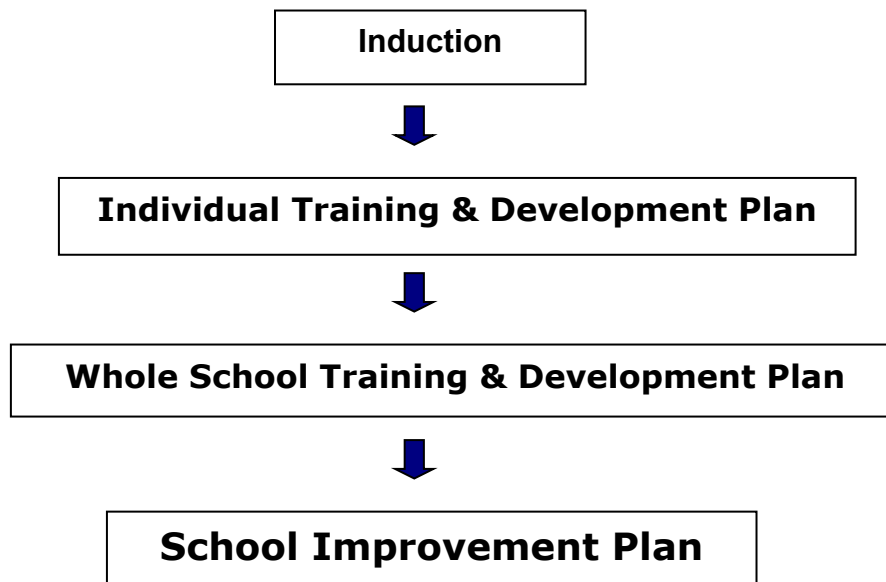 Induction
Individual Training & Development Plan
Whole School Training & Development Plan
School Improvement Plan